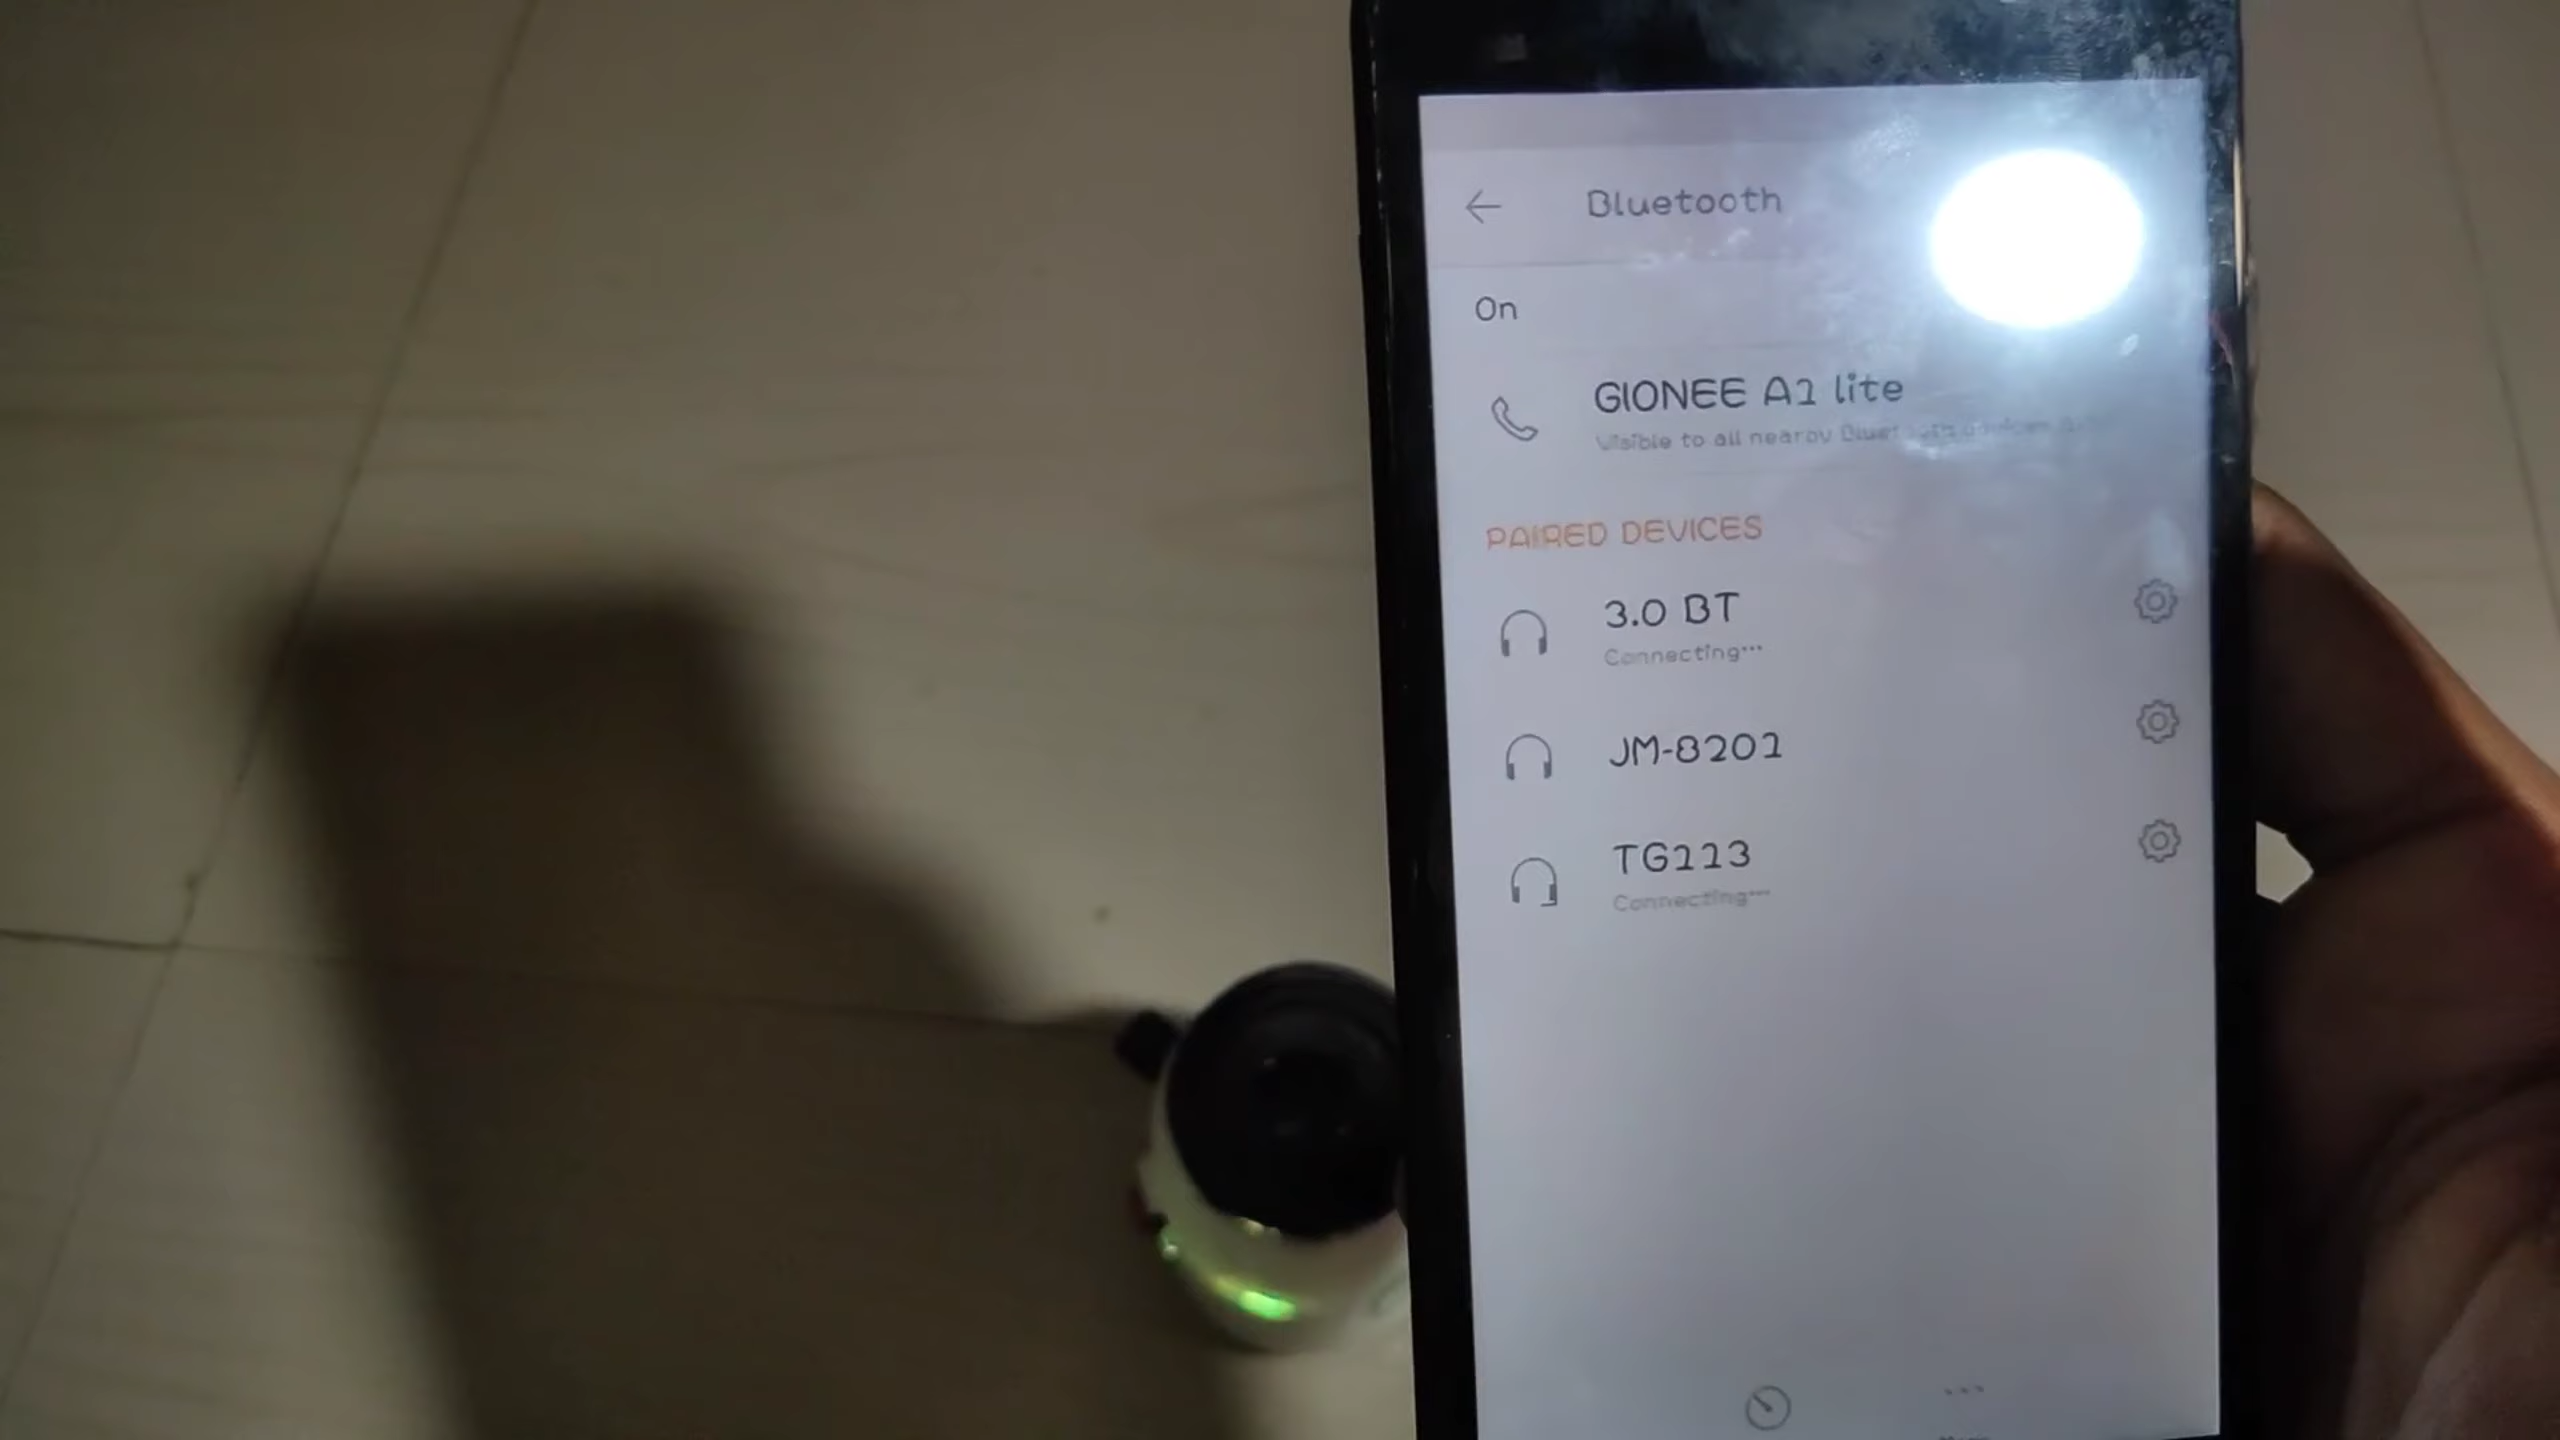 Bluetooth
On
GIONEE A1 lite
Visible to all nearby
PAIRED DEVICES
3.0 BT
Connecting...
JM-8201
TG113
Connecting...